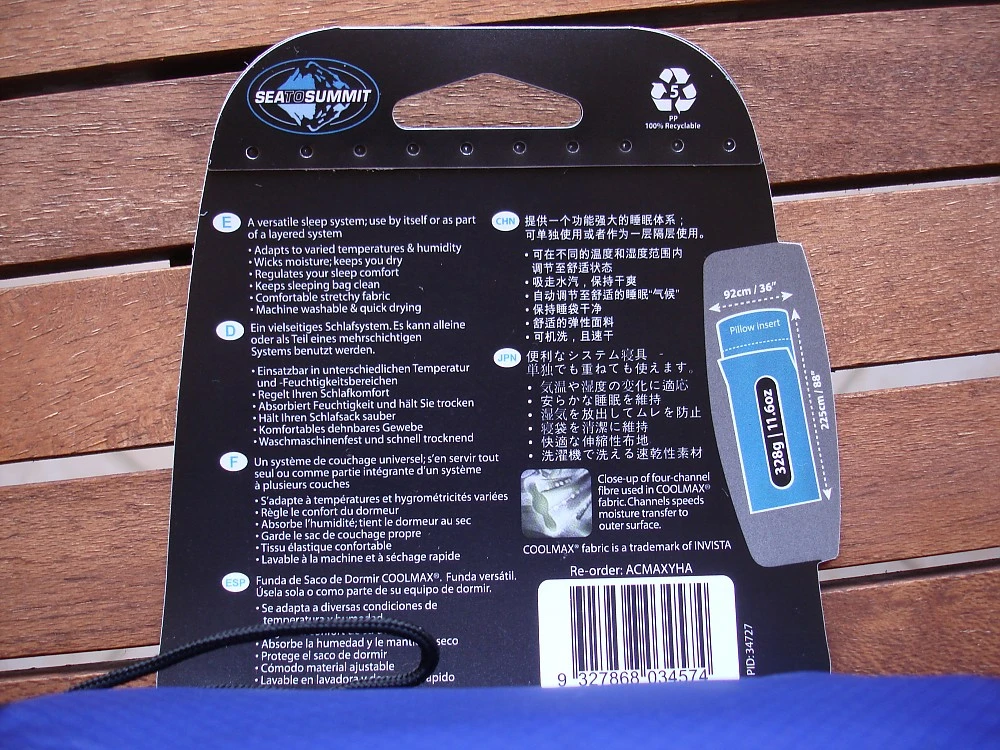 SEATOSUMMIT
5
PP
100% Recyclable
E
A versatile sleep system; use by itself or as part
of a layered system
• Adapts to varied temperatures & humidity
• Wicks moisture; keeps you dry
• Regulates your sleep comfort
• Keeps sleeping bag clean
• Comfortable stretchy fabric
• Machine washable & quick drying
D
Ein vielseitiges Schlafsystem. Es kann alleine
oder als Teil eines mehrschichtigen
Systems benutzt werden.
• Einsatzbar in unterschiedlichen Temperatur
und -Feuchtigkeitsbereichen
• Regelt Ihren Schlafkomfort
• Absorbiert Feuchtigkeit und hält Sie trocken
• Hält Ihren Schlafsack sauber
• Komfortables dehnbares Gewebe
• Waschmaschinenfest und schnell trocknend
F
Un système de couchage universel; s'en servir tout
seul ou comme partie intégrante d'un système
à plusieurs couches
• S'adapte à températures et hygrométricités variées
• Règle le confort du dormeur
• Absorbe l'humidité; tient le dormeur au sec
• Garde le sac de couchage propre
• Tissu élastique confortable
• Lavable à la machine et à séchage rapide
ESP
Funda de Saco de Dormir COOLMAX®. Funda versátil.
Úsela sola o como parte de su equipo de dormir.
• Se adapta a diversas condiciones de
temperatura y humedad
• Absorbe la humedad y le mant seco
• Protege el saco de dormir
• Cómodo material ajustable
• Lavable en lavadora y rápido
CHN
提供一个功能强大的睡眠体系；
可单独使用或者作为一层隔层使用。
• 可在不同的温度和湿度范围内
调节至舒适状态
• 吸走水汽，保持干爽
• 自动调节至舒适的睡眠“气候”
• 保持睡袋干净
• 舒适的弹性面料
• 可机洗，且速干
JPN
便利なシステム寝具 -
単独でも重ねても使えます。
• 気温や湿度の変化に適応
• 安らかな睡眠を維持
• 湿気を放出してムレを防止
• 寝袋を清潔に維持
• 快適な伸縮性布地
• 洗濯機で洗える速乾性素材
Close-up of four-channel
fibre used in COOLMAX®
fabric. Channels speeds
moisture transfer to
outer surface.
COOLMAX® fabric is a trademark of INVISTA
Re-order: ACMAXYHA
9 327868 034574
PID: 34727
92cm / 36"
Pillow insert
328g | 11.6oz
225cm / 88"